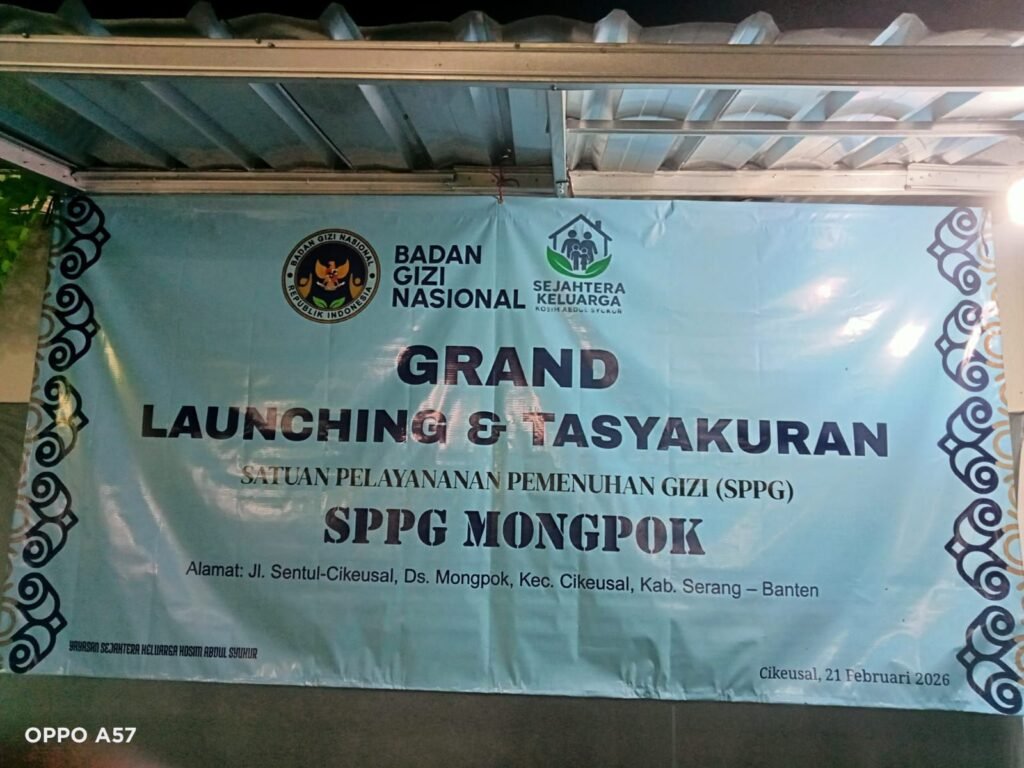 BADAN GIZI NASIONAL
REPUBLIK INDONESIA
BADAN
GIZI
NASIONAL
SEJAHTERA
KELUARGA
KOSIM ABDUL SYUKUR
GRAND
LAUNCHING & TASYAKURAN
SATUAN PELAYANANAN PEMENUHAN GIZI (SPPG)
SPPG MONGPOK
Alamat: Jl. Sentul-Cikeusal, Ds. Mongpok, Kec. Cikeusal, Kab. Serang – Banten
YAYASAN SEJAHTERA KELUARGA KOSIM ABDUL SYUKUR
Cikeusal, 21 Februari 2026
OPPO A57